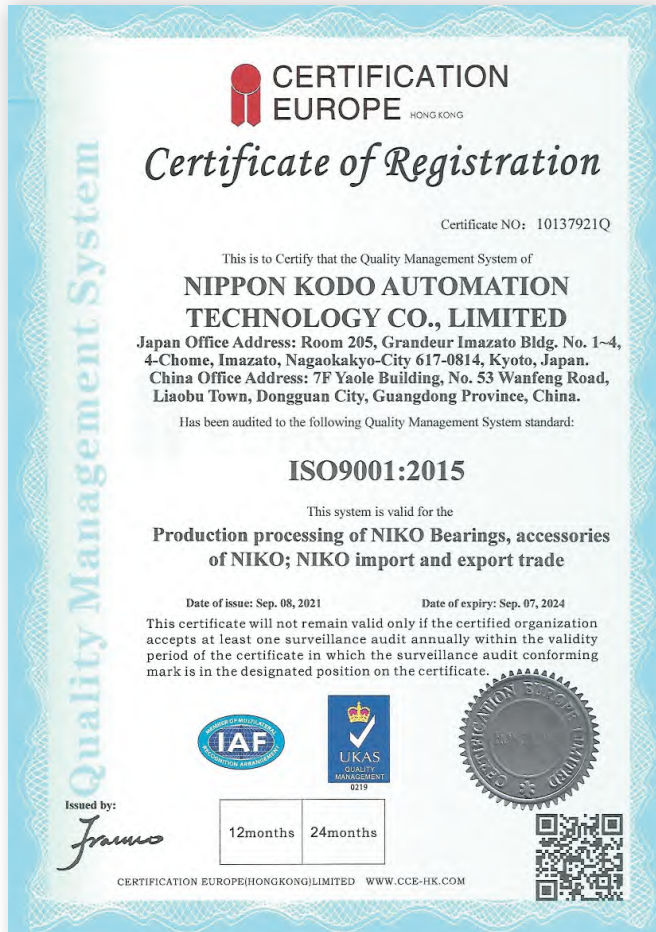 CERTIFICATION
EUROPE HONG KONG
Certificate of Registration
Certificate NO: 10137921Q
This is to Certify that the Quality Management System of
NIPPON KODO AUTOMATION
TECHNOLOGY CO., LIMITED
Japan Office Address: Room 205, Grandeur Imazato Bldg. No. 1~4,
4-Chome, Imazato, Nagaokakyo-City 617-0814, Kyoto, Japan.
China Office Address: 7F Yaole Building, No. 53 Wanfeng Road,
Liaobu Town, Dongguan City, Guangdong Province, China.
Has been audited to the following Quality Management System standard:
ISO9001:2015
This system is valid for the
Production processing of NIKO Bearings, accessories
of NIKO; NIKO import and export trade
Date of issue: Sep. 08, 2021 Date of expiry: Sep. 07, 2024
This certificate will not remain valid only if the certified organization
accepts at least one surveillance audit annually within the validity
period of the certificate in which the surveillance audit conforming
mark is in the designated position on the certificate.
Quality Management System
MEMBER OF MULTILATERAL
IAF
RECOGNITION ARRANGEMENT
UKAS
QUALITY
MANAGEMENT
0219
CERTIFICATION EUROPE LIMITED
Issued by:
12months 24months
CERTIFICATION EUROPE(HONGKONG)LIMITED WWW.CCE-HK.COM